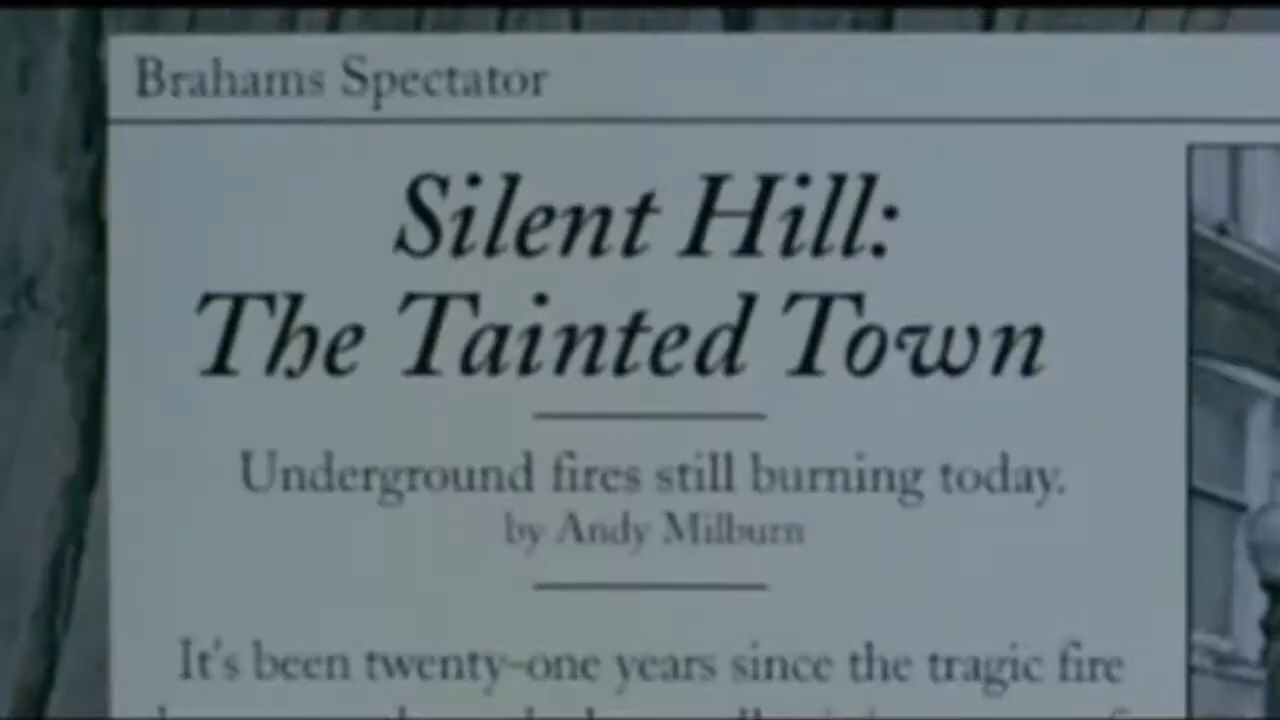 Brahams Spectator
Silent Hill:
The Tainted Town
Underground fires still burning today.
by Andy Milburn
It's been twenty-one years since the tragic fire